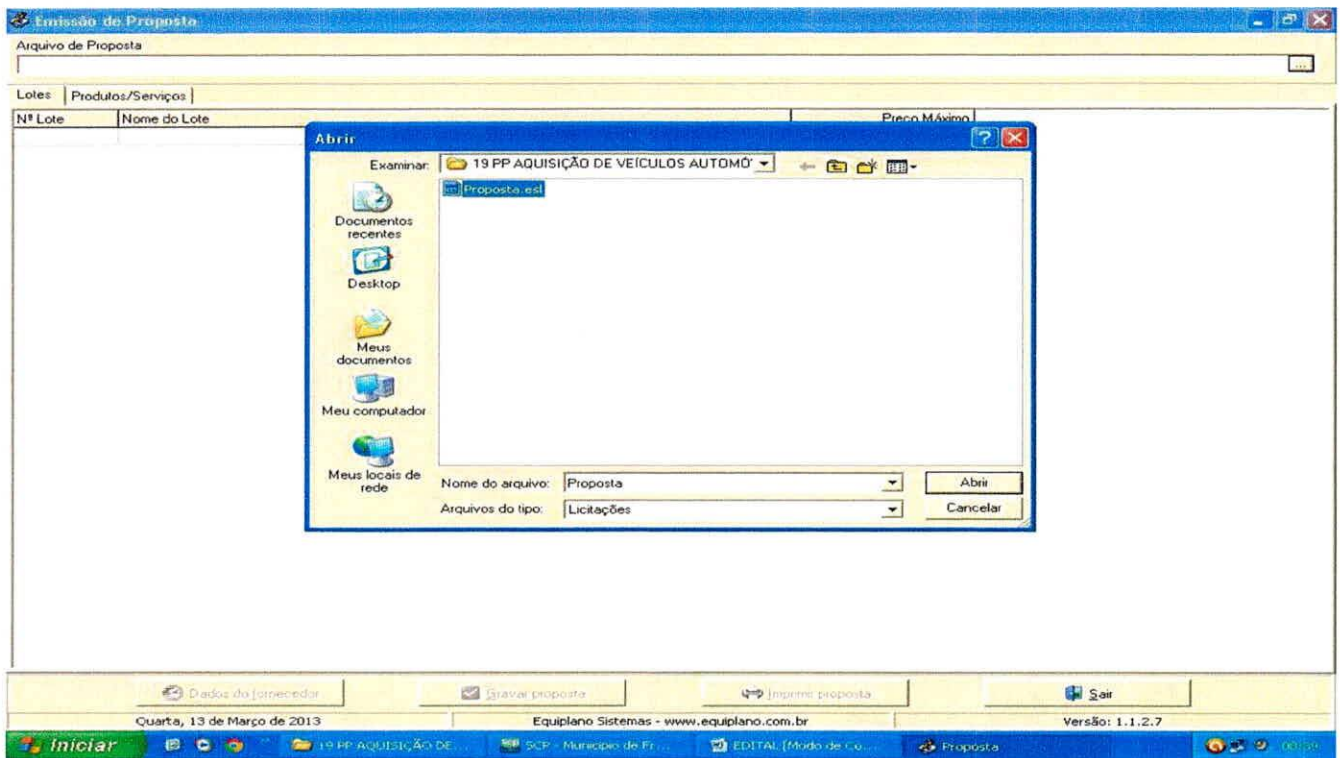 Emissão de Proposta
Arquivo de Proposta
...
Lotes Produtos/Serviços
Nº Lote Nome do Lote Preço Máximo
Abrir
Examinar: 19 PP AQUISIÇÃO DE VEÍCULOS AUTOMÓ
Proposta.esl
Documentos
recentes
Desktop
Meus
documentos
Meu computador
Meus locais de
rede
Nome do arquivo: Proposta Abrir
Arquivos do tipo: Licitações Cancelar
Dados do fornecedor Gravar proposta Imprimir proposta Sair
Quarta, 13 de Março de 2013 Equiplano Sistemas - www.equiplano.com.br Versão: 1.1.2.7
Iniciar 19 PP AQUISIÇÃO DE... SCP - Município de Fr... EDITAL [Modo de Co... Proposta